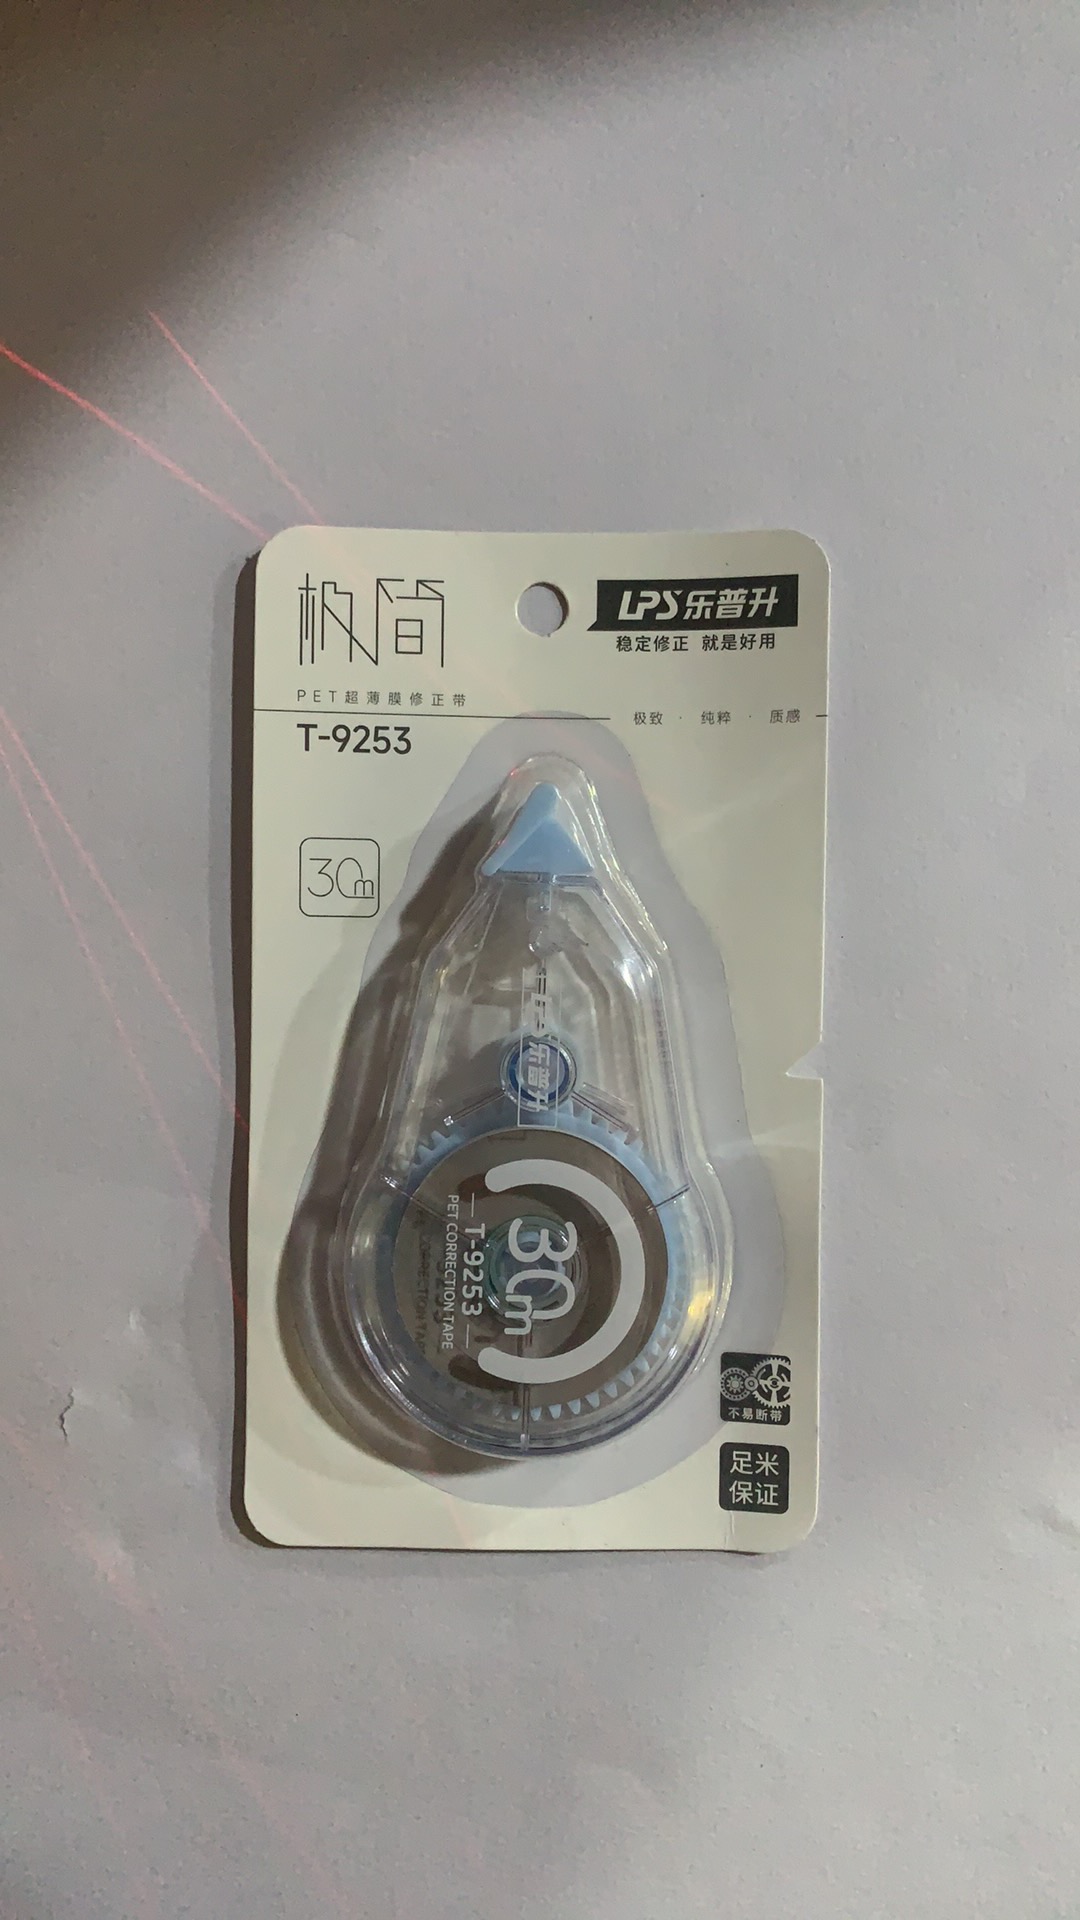 极简
LPS乐普升
稳定修正 就是好用
PET超薄膜修正带
极致 · 纯粹 · 质感
T-9253
30m
乐普升
30m
T-9253
PET CORRECTION TAPE
不易断带
足米
保证